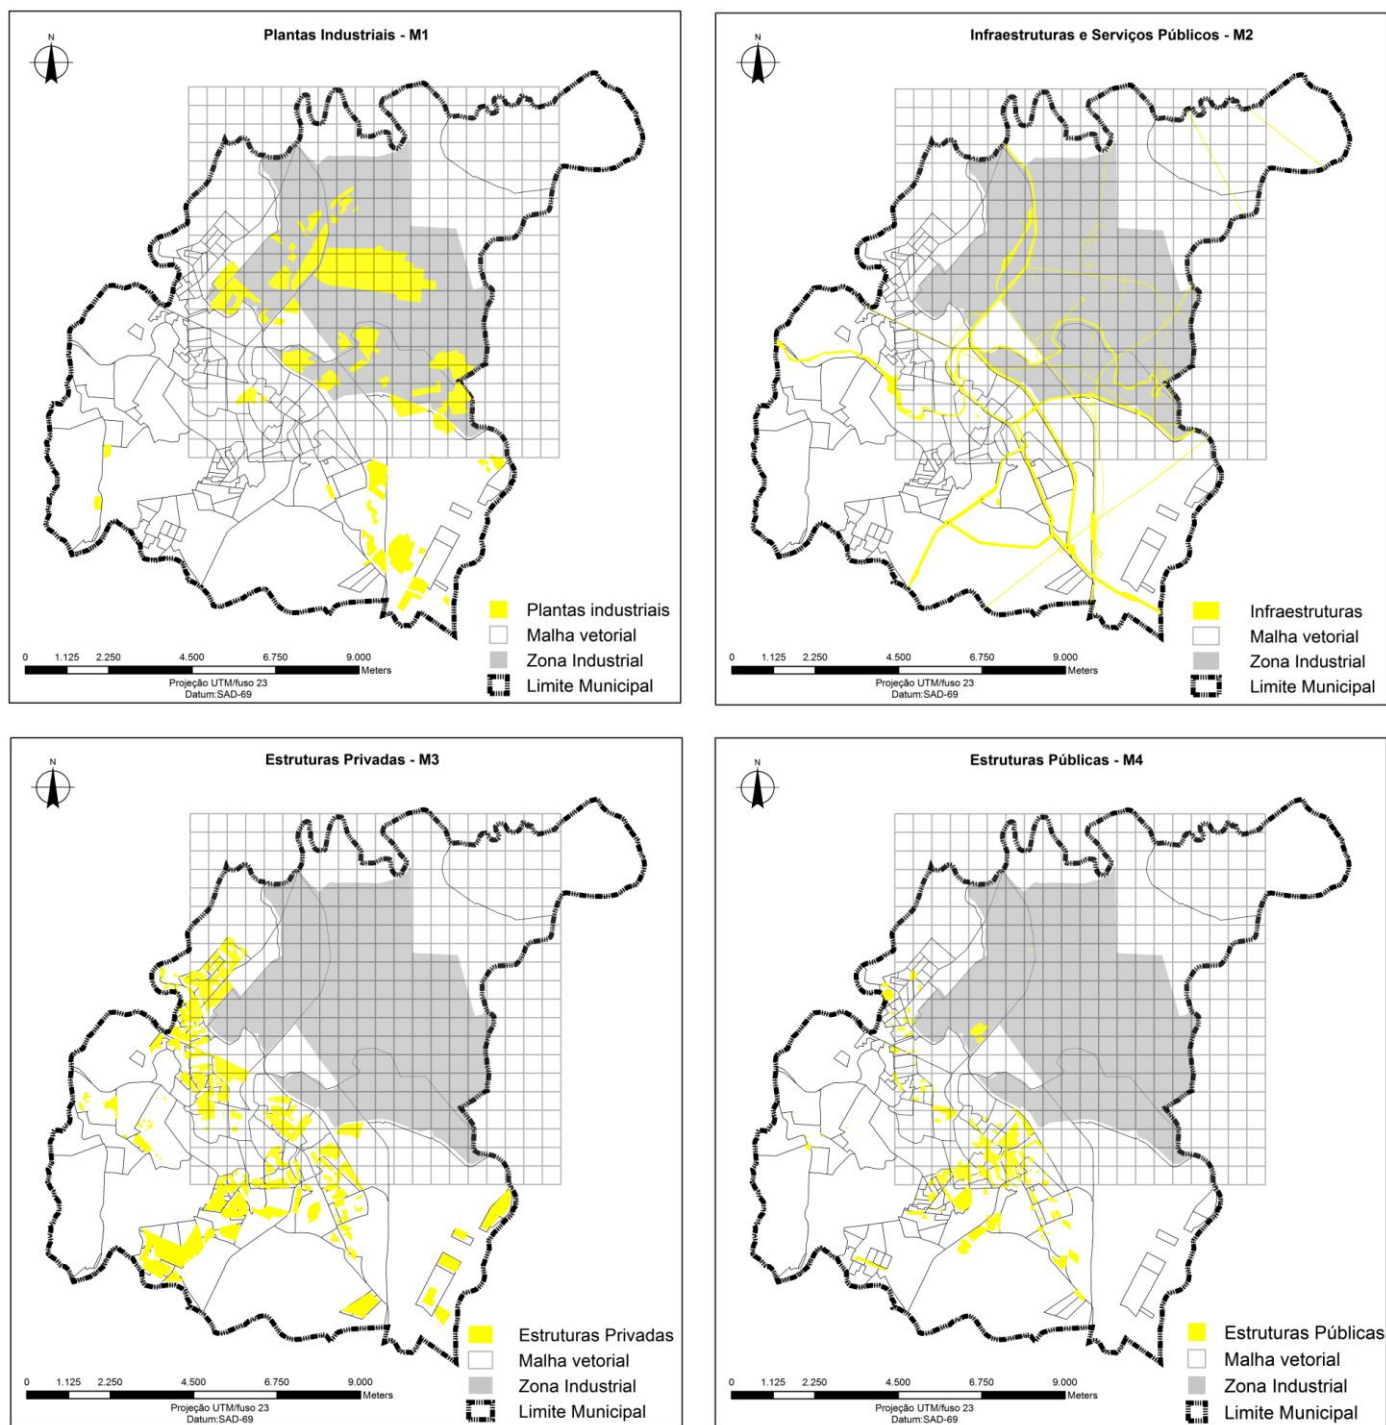 Plantas Industriais - M1
N
Plantas industriais
Malha vetorial
Zona Industrial
Limite Municipal
0 1.125 2.250 4.500 6.750 9.000
Meters
Projeção UTM/fuso 23
Datum:SAD-69
Infraestruturas e Serviços Públicos - M2
N
Infraestruturas
Malha vetorial
Zona Industrial
Limite Municipal
0 1.125 2.250 4.500 6.750 9.000
Meters
Projeção UTM/fuso 23
Datum:SAD-69
Estruturas Privadas - M3
N
Estruturas Privadas
Malha vetorial
Zona Industrial
Limite Municipal
0 1.125 2.250 4.500 6.750 9.000
Meters
Projeção UTM/fuso 23
Datum:SAD-69
Estruturas Públicas - M4
N
Estruturas Públicas
Malha vetorial
Zona Industrial
Limite Municipal
0 1.125 2.250 4.500 6.750 9.000
Meters
Projeção UTM/fuso 23
Datum:SAD-69